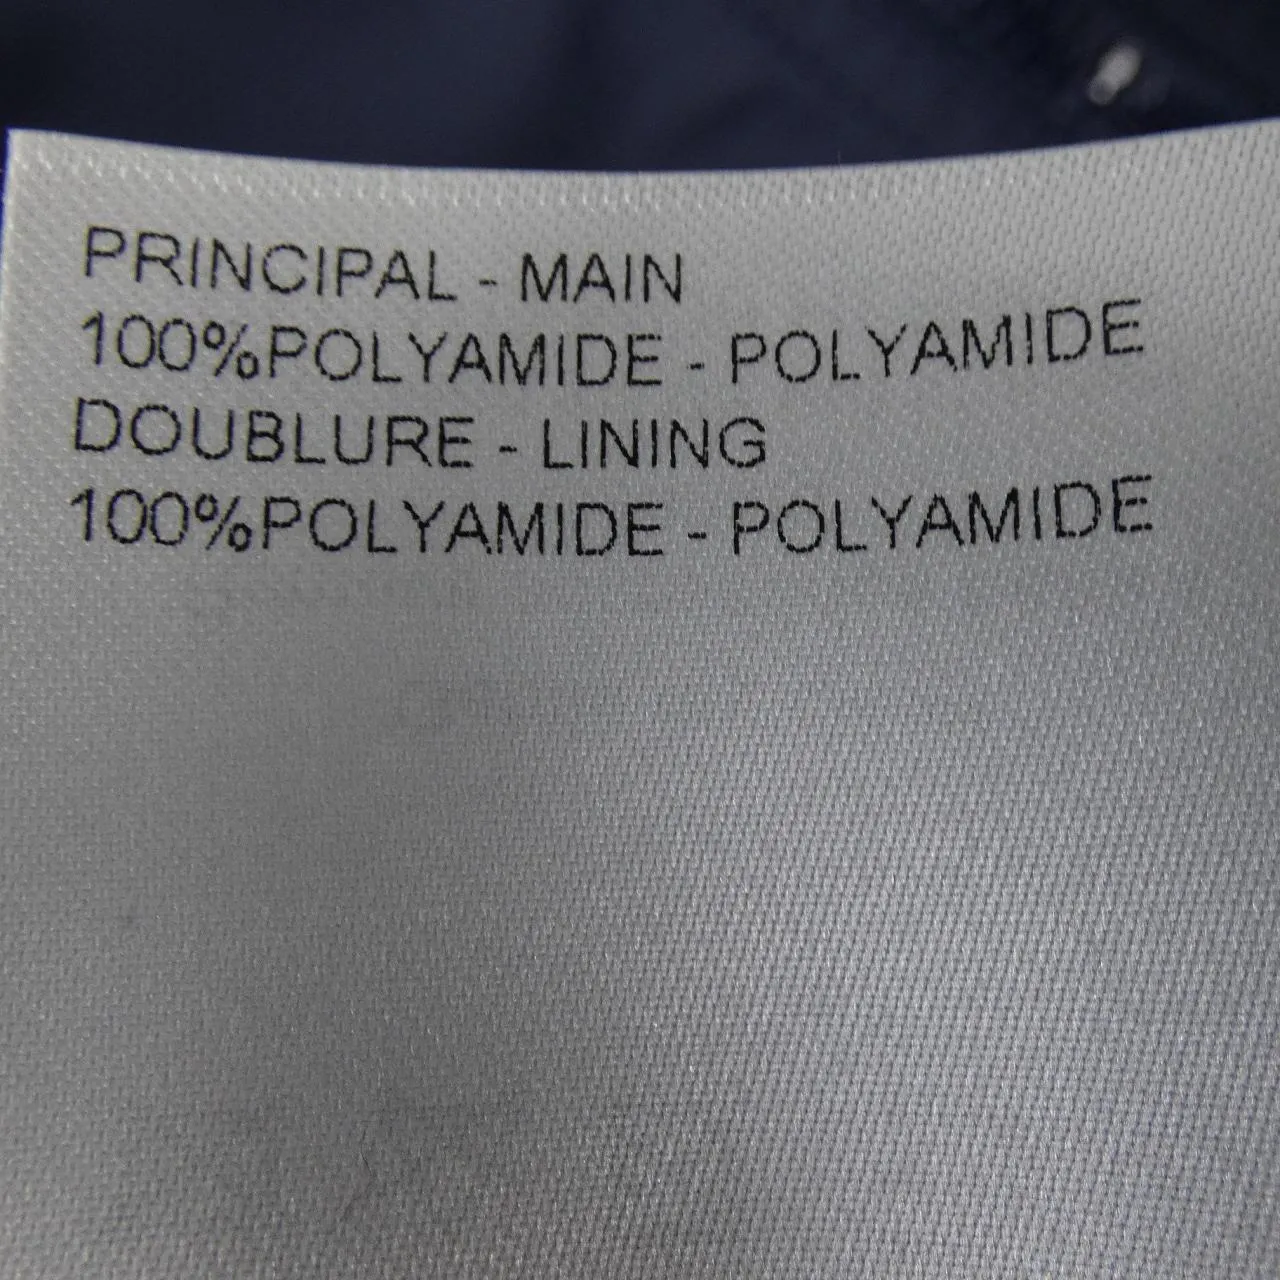 PRINCIPAL - MAIN
100%POLYAMIDE - POLYAMIDE
DOUBLURE - LINING
100%POLYAMIDE - POLYAMIDE